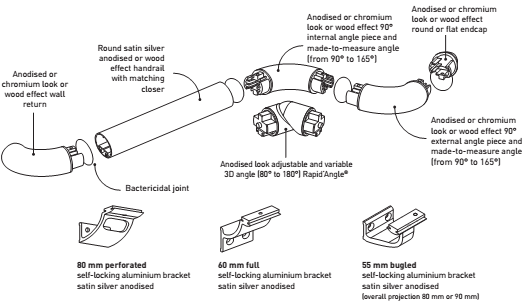 Anodised or chromium
look or wood effect 90°
internal angle piece and
made-to-measure angle
(from 90° to 165°)
Anodised or chromium
look or wood effect
round or flat endcap
Round satin silver
anodised or wood
effect handrail
with matching
closer
Anodised or
chromium look or
wood effect wall
return
Anodised or chromium
look or wood effect 90°
external angle piece and
made-to-measure angle
(from 90° to 165°)
Anodised look adjustable and variable
3D angle (80° to 180°) Rapid'Angle®
Bactericidal joint
80 mm perforated
self-locking aluminium bracket
satin silver anodised
60 mm full
self-locking aluminium bracket
satin silver anodised
55 mm bugled
self-locking aluminium bracket
satin silver anodised
(overall projection 80 mm or 90 mm)